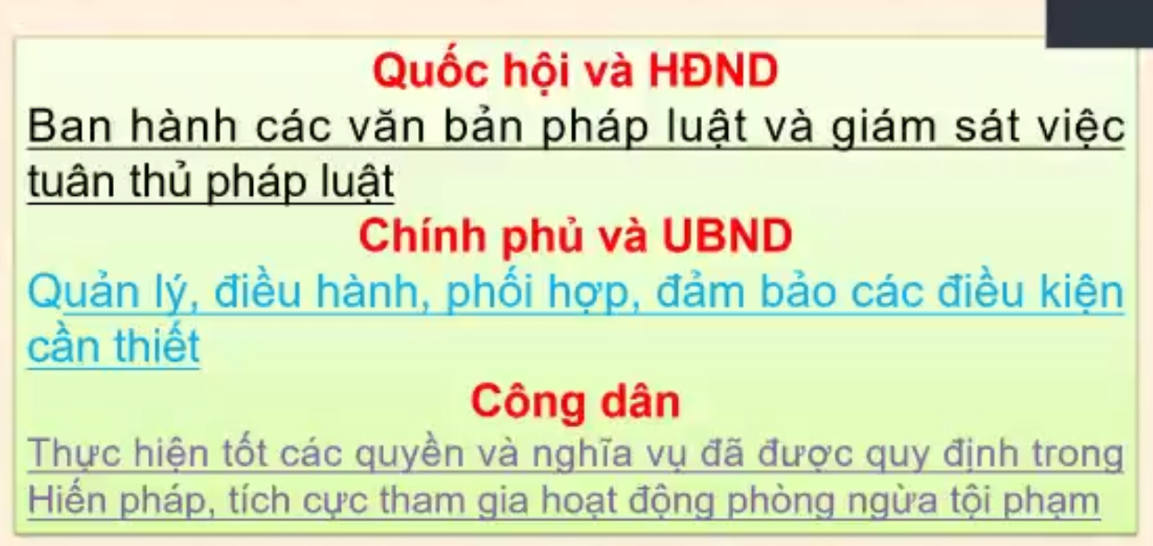 Quốc hội và HĐND
Ban hành các văn bản pháp luật và giám sát việc
tuân thủ pháp luật
Chính phủ và UBND
Quản lý, điều hành, phối hợp, đảm bảo các điều kiện
cần thiết
Công dân
Thực hiện tốt các quyền và nghĩa vụ đã được quy định trong
Hiến pháp, tích cực tham gia hoạt động phòng ngừa tội phạm